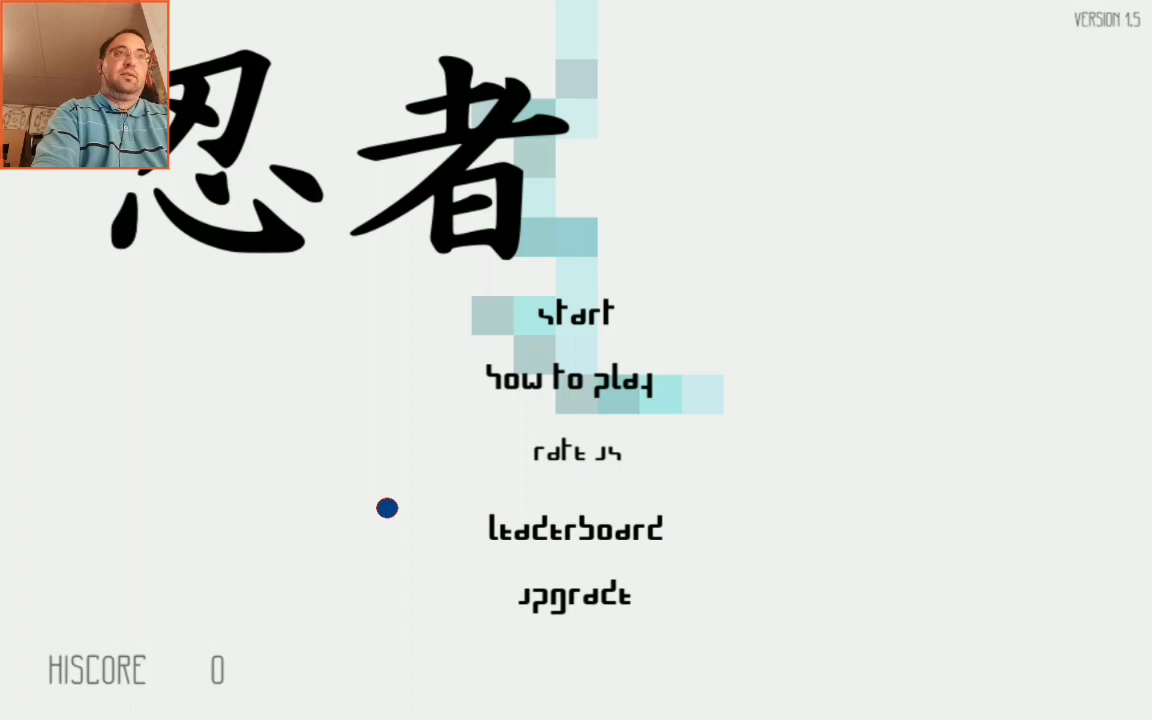 VERSION 1.5
忍者
start
how to play
rate us
leaderboard
upgrade
HISCORE 0